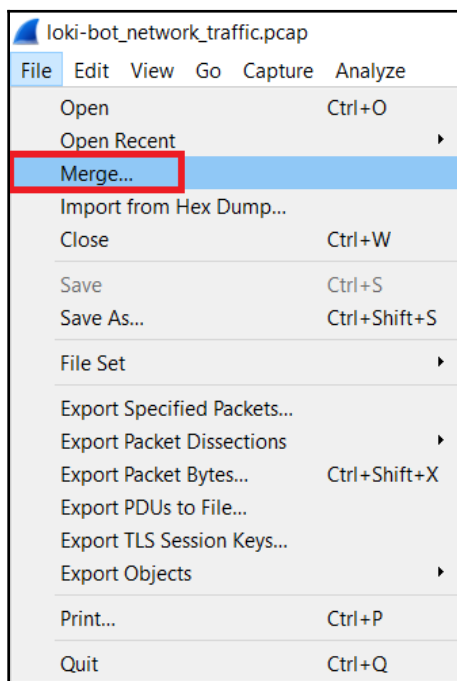 loki-bot_network_traffic.pcap
File Edit View Go Capture Analyze
Open Ctrl+O
Open Recent
Merge...
Import from Hex Dump...
Close Ctrl+W
Save Ctrl+S
Save As... Ctrl+Shift+S
File Set
Export Specified Packets...
Export Packet Dissections
Export Packet Bytes... Ctrl+Shift+X
Export PDUs to File...
Export TLS Session Keys...
Export Objects
Print... Ctrl+P
Quit Ctrl+Q